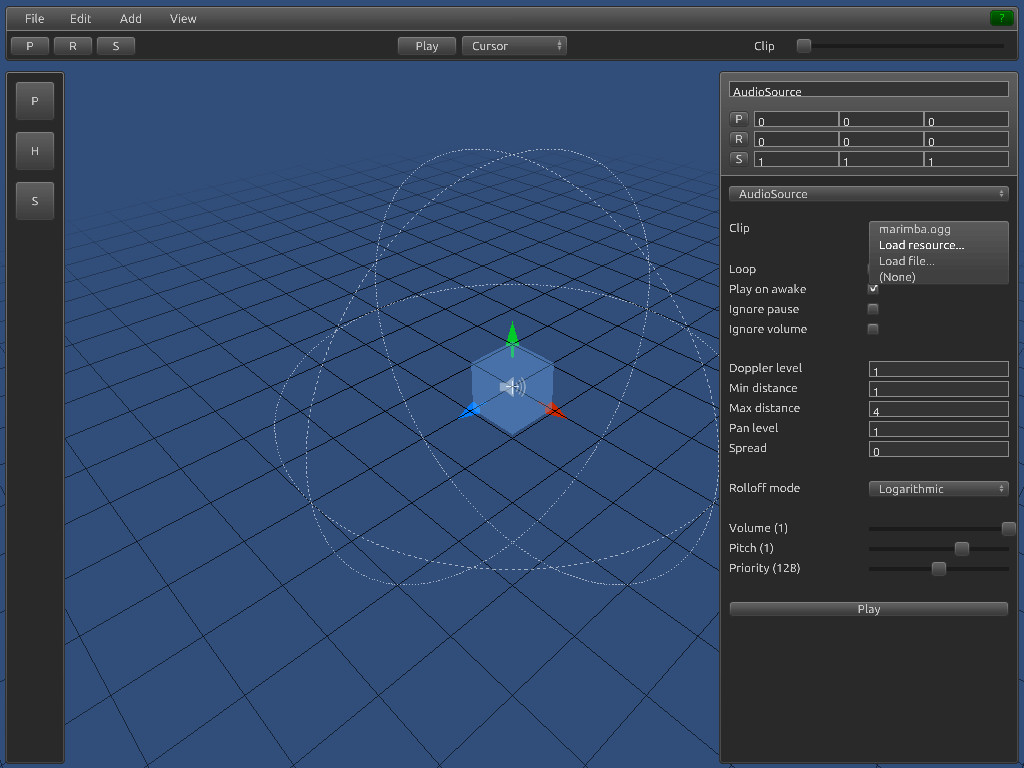 File Edit Add View ?
P R S Play Cursor Clip
P
H
S
AudioSource
P 0 0 0
R 0 0 0
S 1 1 1
AudioSource
Clip marimba.ogg
Load resource...
Load file...
Loop (None)
Play on awake
Ignore pause
Ignore volume
Doppler level 1
Min distance 1
Max distance 4
Pan level 1
Spread 0
Rolloff mode Logarithmic
Volume (1)
Pitch (1)
Priority (128)
Play